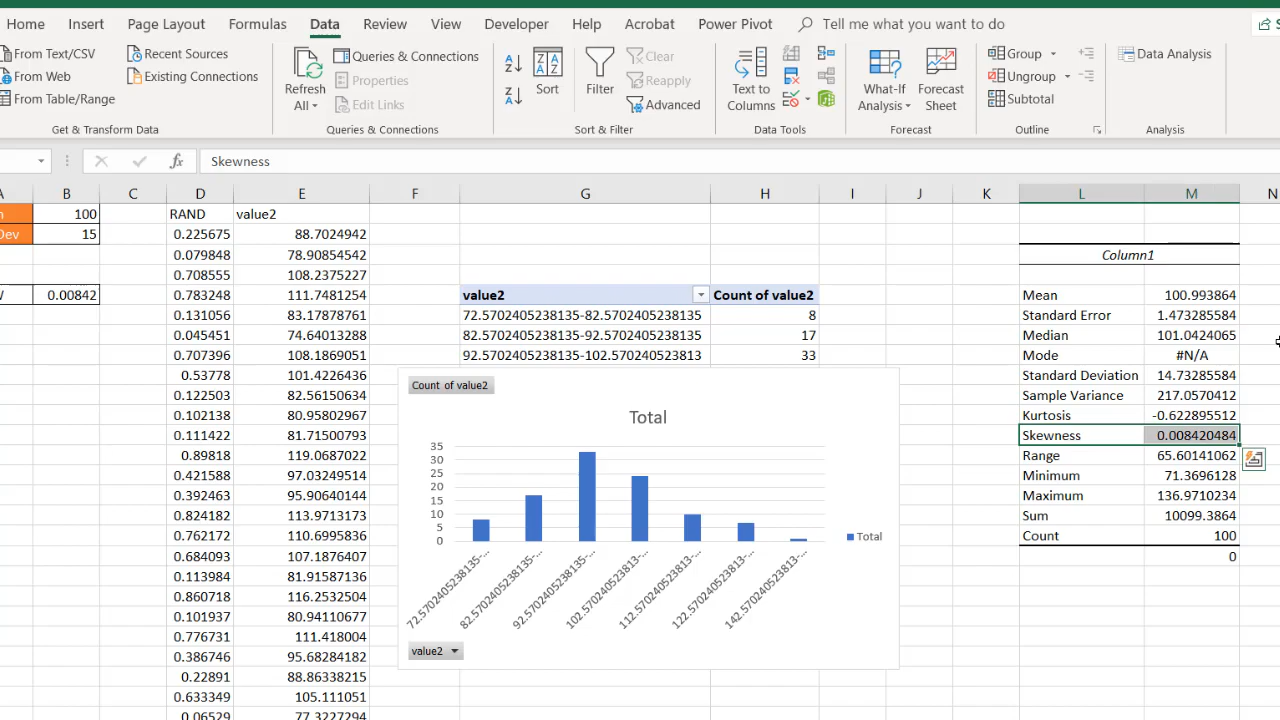 Home Insert Page Layout Formulas Data Review View Developer Help Acrobat Power Pivot Tell me what you want to do
From Text/CSV Recent Sources
From Web Existing Connections
From Table/Range
Get & Transform Data
Refresh All
Queries & Connections
Properties
Edit Links
Queries & Connections
Sort
Filter
Clear
Reapply
Advanced
Sort & Filter
Text to Columns
Data Tools
What-If Analysis
Forecast Sheet
Forecast
Group
Ungroup
Subtotal
Outline
Data Analysis
Analysis
fx Skewness
A B C D E F G H I J K L M N
100 RAND value2
Dev 15 0.225675 88.7024942
0.079848 78.90854542 Column1
0.708555 108.2375227
0.00842 0.783248 111.7481254 value2 Count of value2 Mean 100.993864
0.131056 83.17878761 72.5702405238135-82.5702405238135 8 Standard Error 1.473285584
0.045451 74.64013288 82.5702405238135-92.5702405238135 17 Median 101.0424065
0.707396 108.1869051 92.5702405238135-102.570240523813 33 Mode #N/A
0.53778 101.4226436 Standard Deviation 14.73285584
0.122503 82.56150634 Sample Variance 217.0570412
0.102138 80.95802967 Kurtosis -0.622895512
0.111422 81.71500793 Skewness 0.008420484
0.89818 119.0687022 Range 65.60141062
0.421588 97.03249514 Minimum 71.3696128
0.392463 95.90640144 Maximum 136.9710234
0.824182 113.9713173 Sum 10099.3864
0.762172 110.6995836 Count 100
0.684093 107.1876407 0
0.113984 81.91587136
0.860718 116.2532504
0.101937 80.94110677
0.776731 111.418004
0.386746 95.68284182
0.22891 88.86338215
0.633349 105.111051
0.06529 77.3227294
Count of value2
Total
35
30
25
20
15
10
5
0
72.5702405238135-...
82.5702405238135-...
92.5702405238135-...
102.570240523813-...
112.570240523813-...
122.570240523813-...
142.570240523813-...
Total
value2